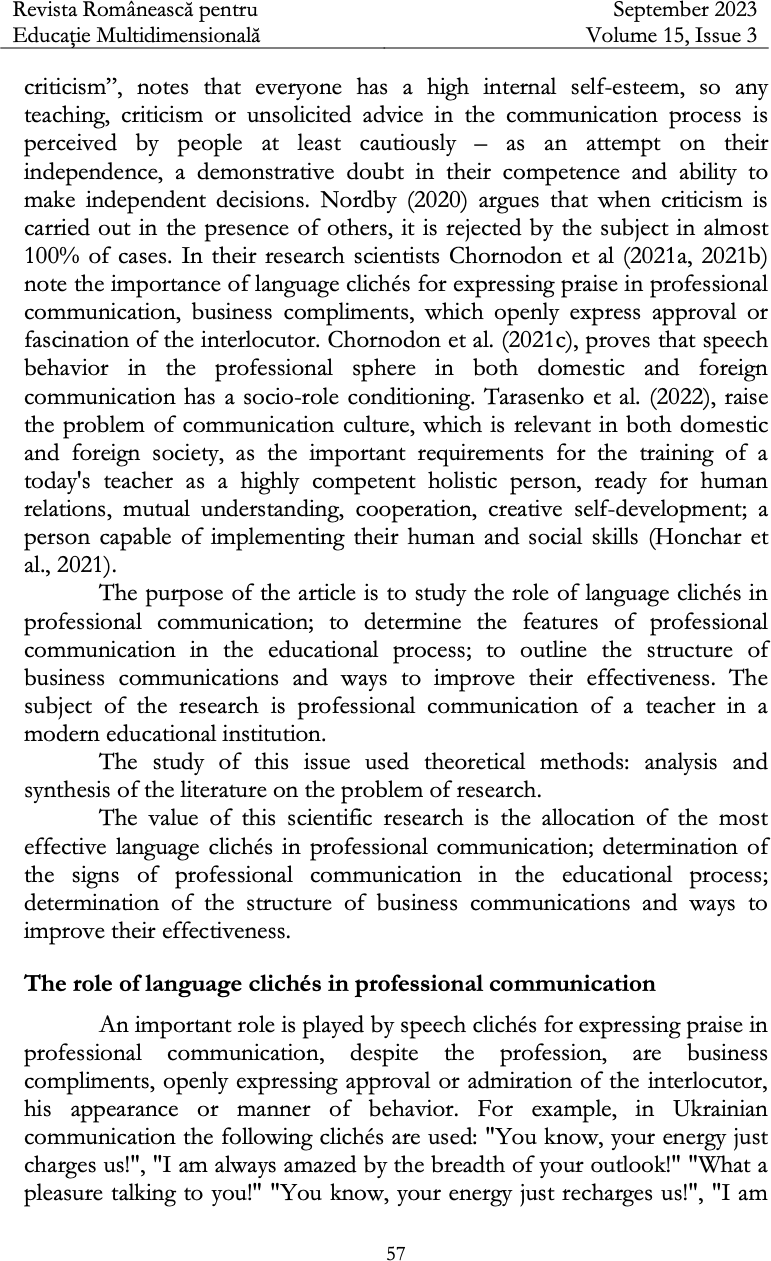 Revista Românească pentru
Educaţie Multidimensională
September 2023
Volume 15, Issue 3
criticism”, notes that everyone has a high internal self-esteem, so any
teaching, criticism or unsolicited advice in the communication process is
perceived by people at least cautiously – as an attempt on their
independence, a demonstrative doubt in their competence and ability to
make independent decisions. Nordby (2020) argues that when criticism is
carried out in the presence of others, it is rejected by the subject in almost
100% of cases. In their research scientists Chornodon et al (2021a, 2021b)
note the importance of language clichés for expressing praise in professional
communication, business compliments, which openly express approval or
fascination of the interlocutor. Chornodon et al. (2021c), proves that speech
behavior in the professional sphere in both domestic and foreign
communication has a socio-role conditioning. Tarasenko et al. (2022), raise
the problem of communication culture, which is relevant in both domestic
and foreign society, as the important requirements for the training of a
today's teacher as a highly competent holistic person, ready for human
relations, mutual understanding, cooperation, creative self-development; a
person capable of implementing their human and social skills (Honchar et
al., 2021).
The purpose of the article is to study the role of language clichés in
professional communication; to determine the features of professional
communication in the educational process; to outline the structure of
business communications and ways to improve their effectiveness. The
subject of the research is professional communication of a teacher in a
modern educational institution.
The study of this issue used theoretical methods: analysis and
synthesis of the literature on the problem of research.
The value of this scientific research is the allocation of the most
effective language clichés in professional communication; determination of
the signs of professional communication in the educational process;
determination of the structure of business communications and ways to
improve their effectiveness.
The role of language clichés in professional communication
An important role is played by speech clichés for expressing praise in
professional communication, despite the profession, are business
compliments, openly expressing approval or admiration of the interlocutor,
his appearance or manner of behavior. For example, in Ukrainian
communication the following clichés are used: "You know, your energy just
charges us!", "I am always amazed by the breadth of your outlook!" "What a
pleasure talking to you!" "You know, your energy just recharges us!", "I am
57